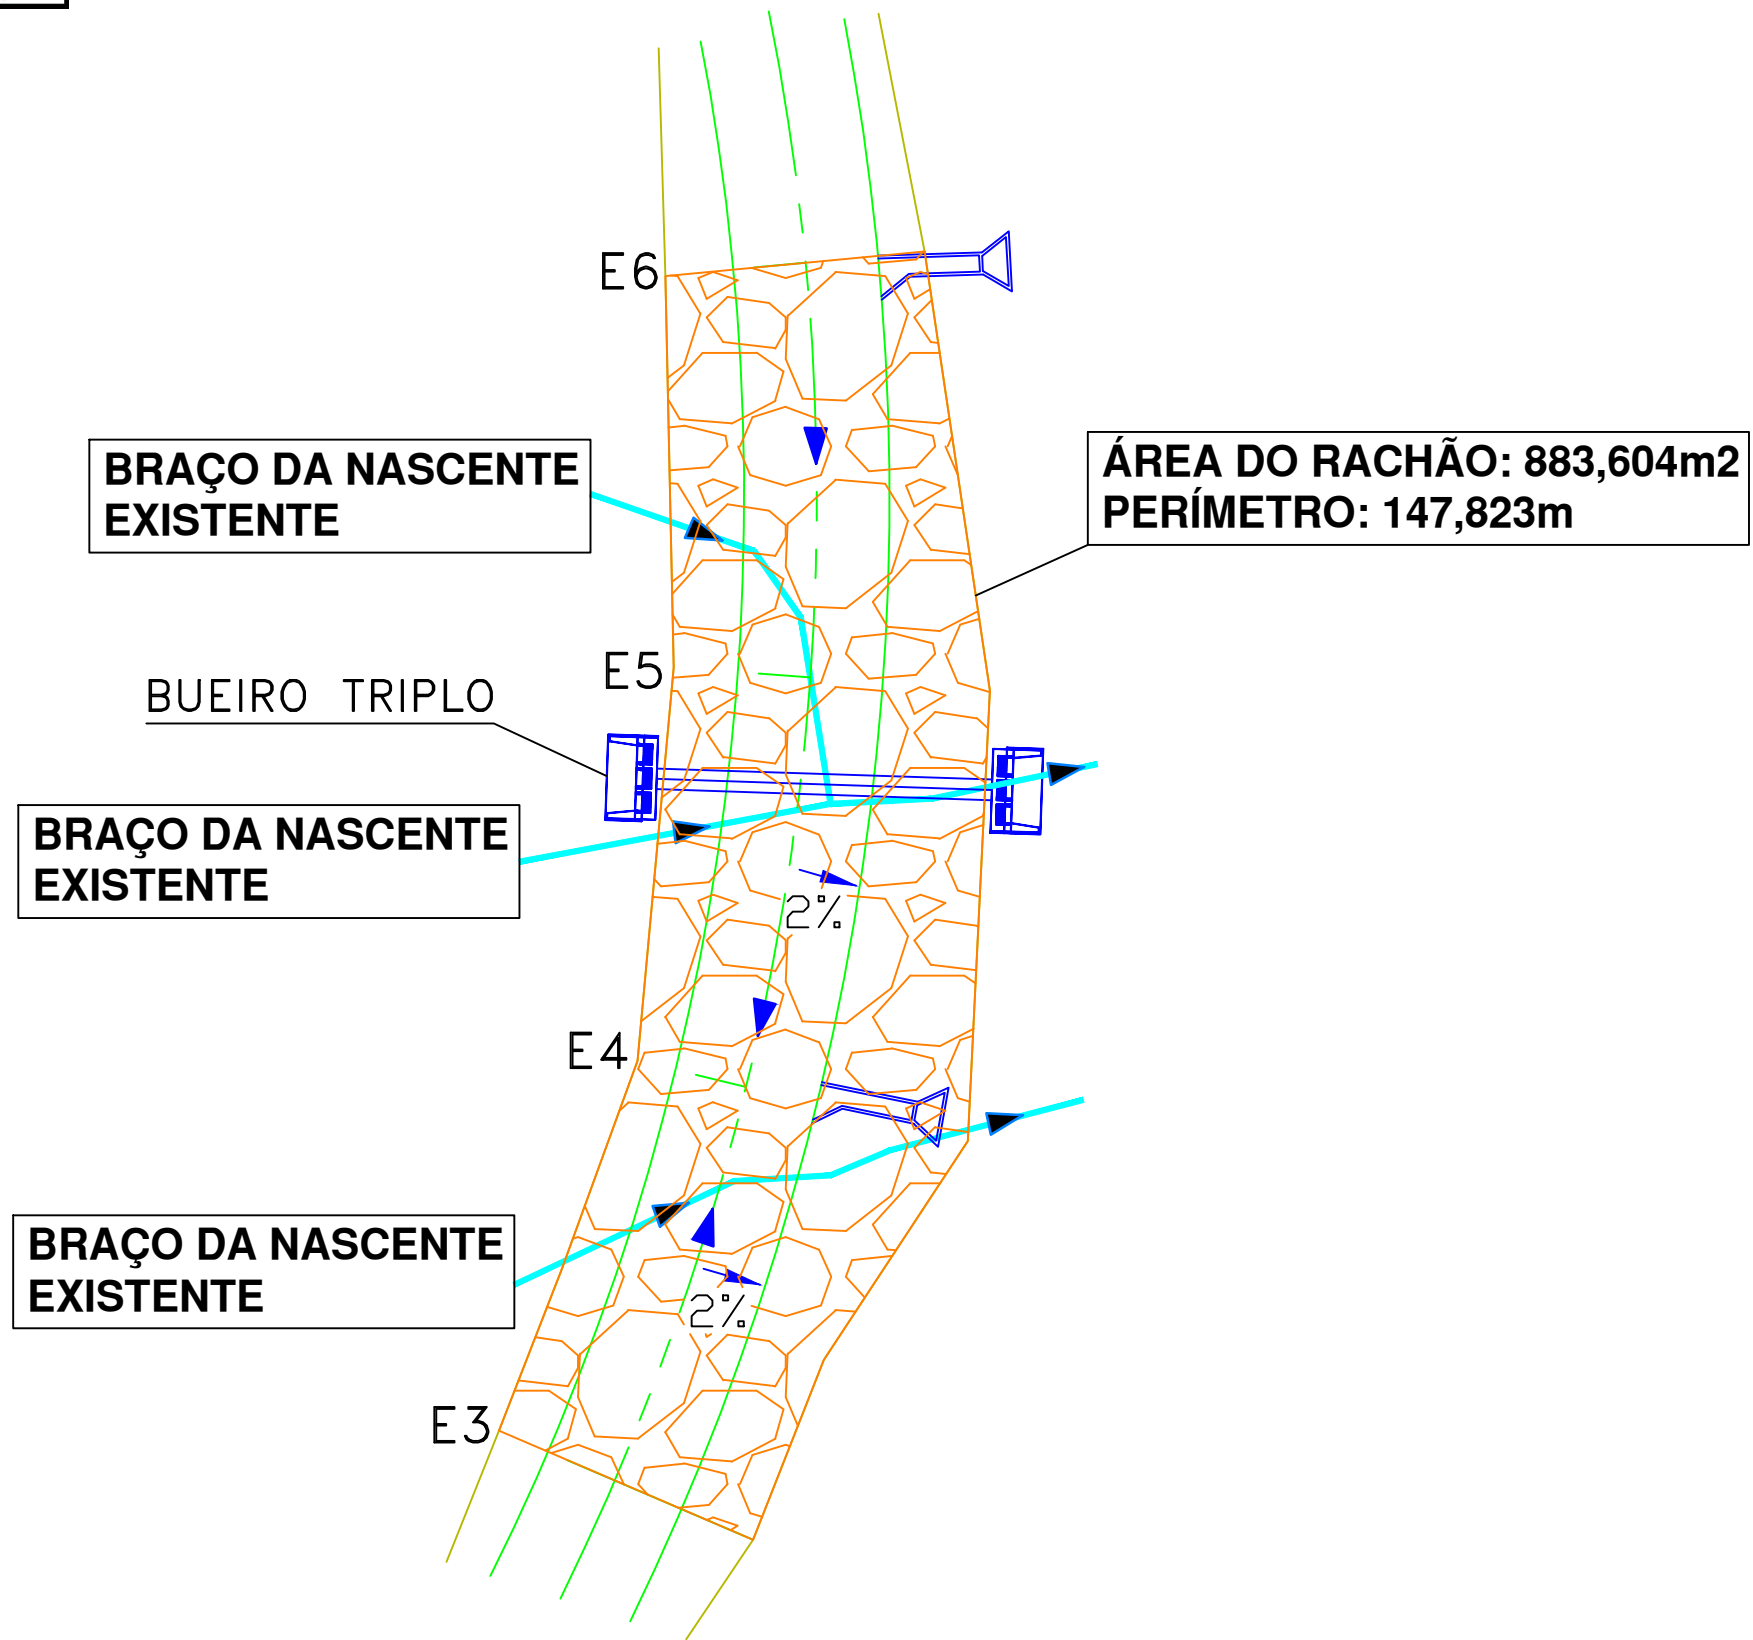 E6
BRAÇO DA NASCENTE
EXISTENTE
ÁREA DO RACHÃO: 883,604m2
PERÍMETRO: 147,823m
E5
BUEIRO TRIPLO
BRAÇO DA NASCENTE
EXISTENTE
2%
E4
BRAÇO DA NASCENTE
EXISTENTE
2%
E3